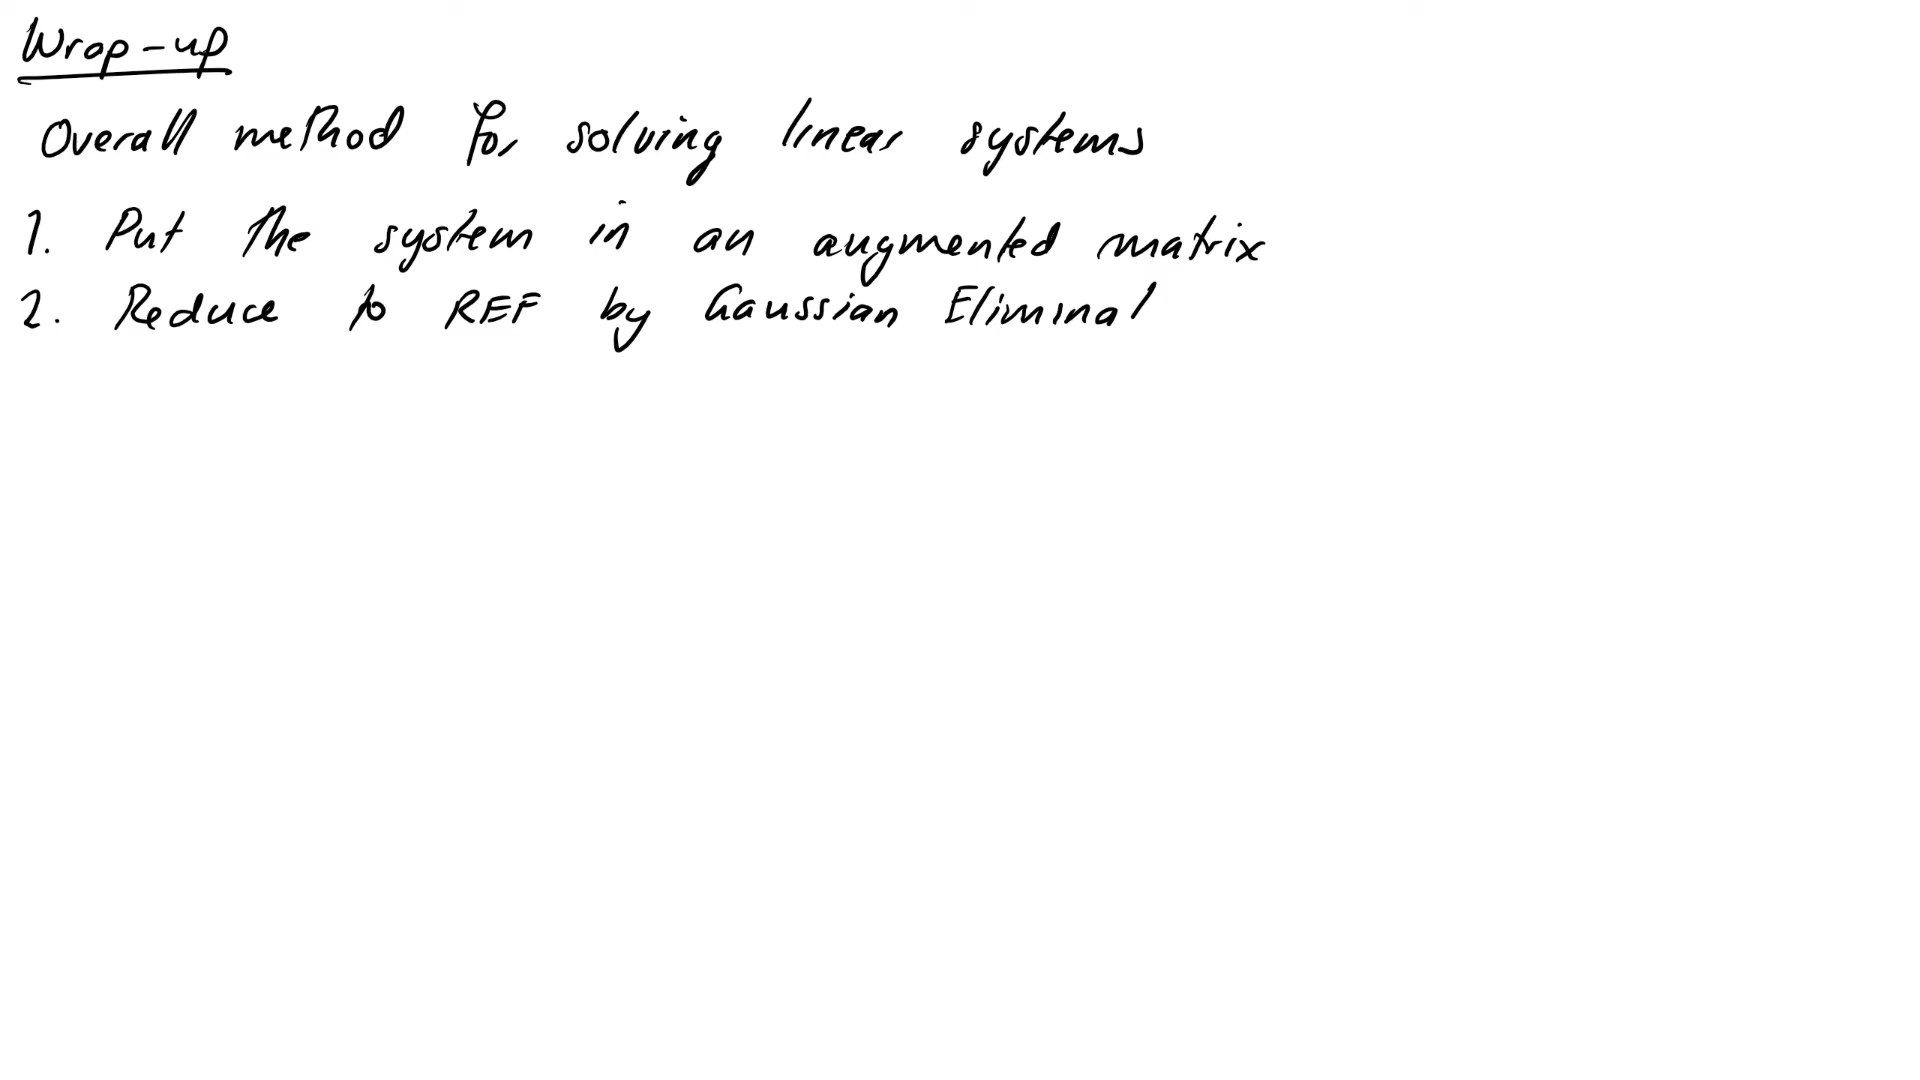 Wrap-up
Overall method for solving linear systems
1. Put the system in an augmented matrix
2. Reduce to REF by Gaussian Eliminal